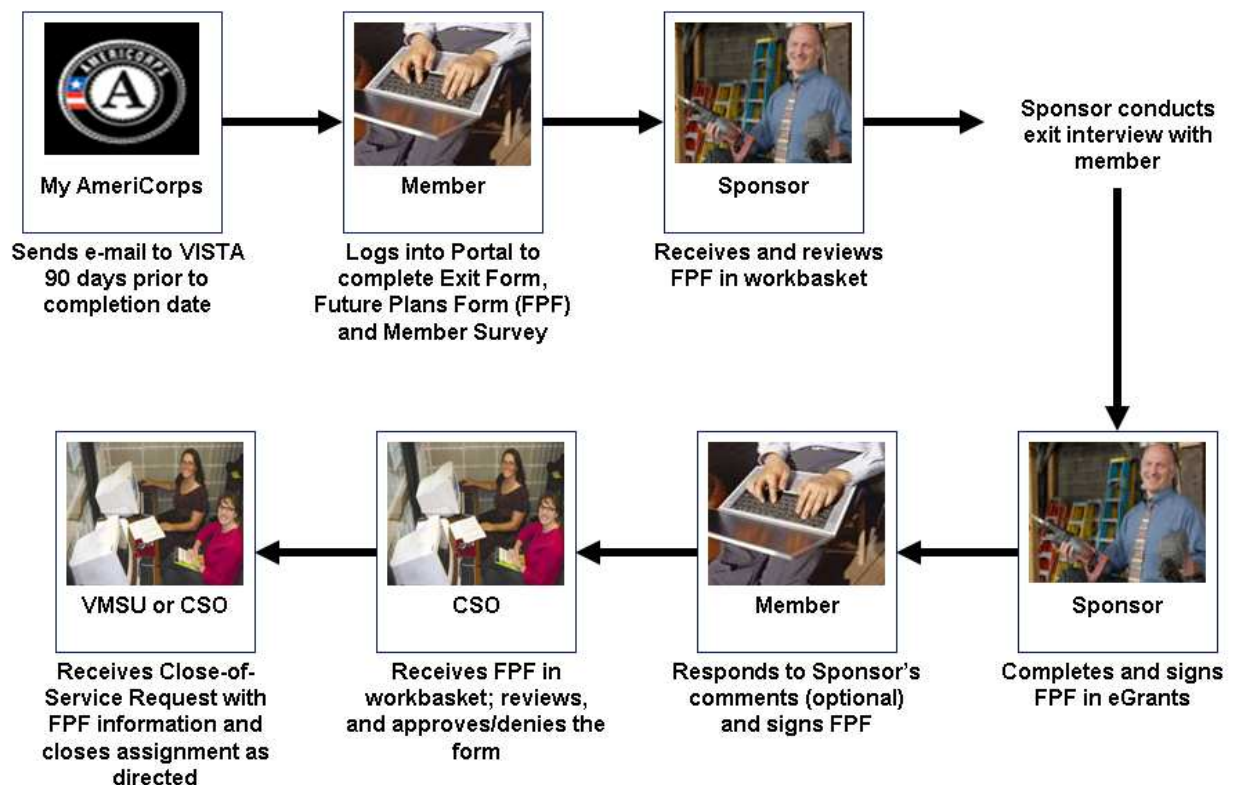 AMERICORPS
A
My AmeriCorps
Sends e-mail to VISTA
90 days prior to
completion date
Member
Logs into Portal to
complete Exit Form,
Future Plans Form (FPF)
and Member Survey
Sponsor
Receives and reviews
FPF in workbasket
Sponsor conducts
exit interview with
member
Sponsor
Completes and signs
FPF in eGrants
Member
Responds to Sponsor's
comments (optional)
and signs FPF
CSO
Receives FPF in
workbasket; reviews,
and approves/denies the
form
VMSU or CSO
Receives Close-of-
Service Request with
FPF information and
closes assignment as
directed